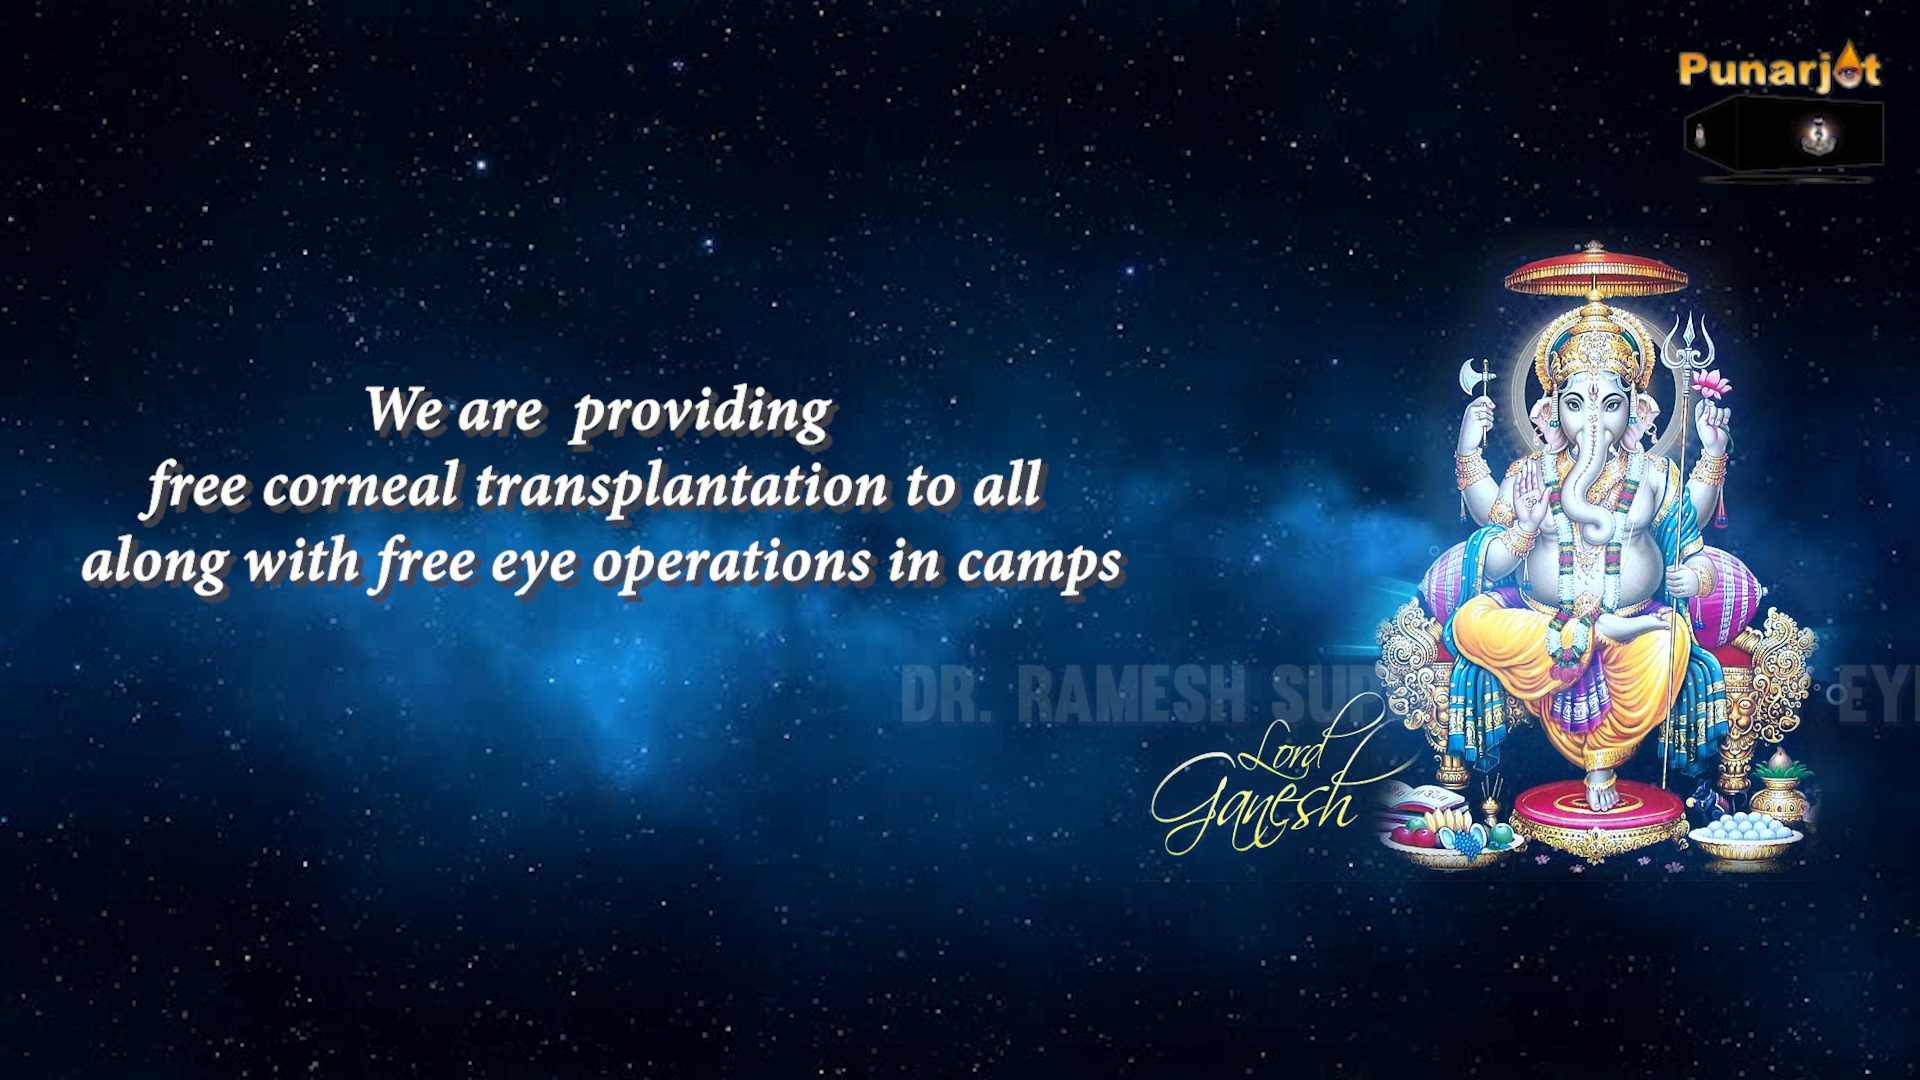 Punarjot
We are providing
free corneal transplantation to all
along with free eye operations in camps
DR. RAMESH
Lord
Ganesh